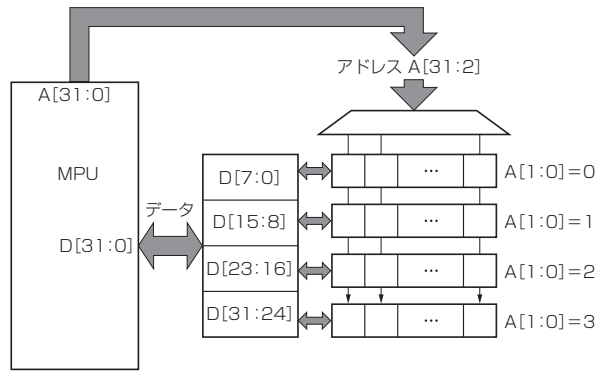 アドレス A[31:2]
A[31:0]
MPU
データ
D[31:0]
D[7:0]
D[15:8]
D[23:16]
D[31:24]
… A[1:0]=0
… A[1:0]=1
… A[1:0]=2
… A[1:0]=3